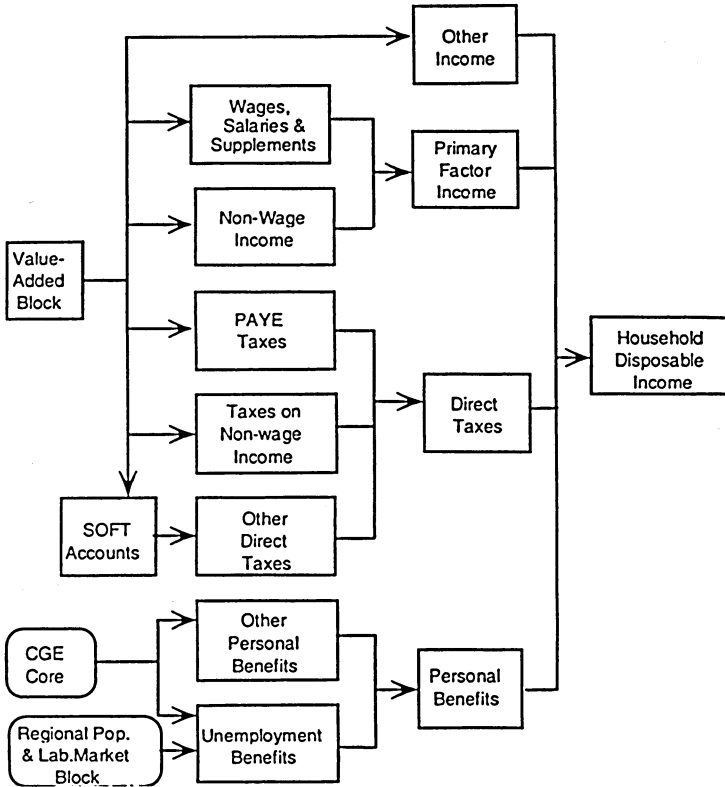 Other
Income
Wages,
Salaries &
Supplements
Primary
Factor
Income
Non-Wage
Income
Value-
Added
Block
PAYE
Taxes
Household
Disposable
Income
Direct
Taxes
Taxes on
Non-wage
Income
SOFT
Accounts
Other
Direct
Taxes
Other
Personal
Benefits
CGE
Core
Personal
Benefits
Regional Pop.
& Lab.Market
Block
Unemployment
Benefits